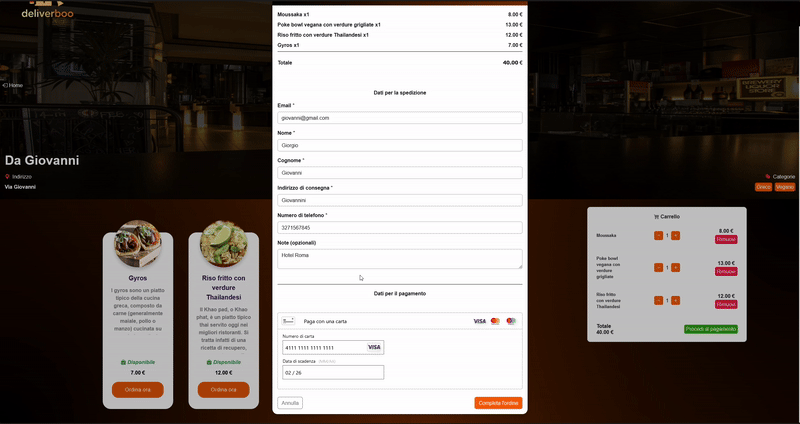 deliverboo
Home
Da Giovanni
Indirizzo
Via Giovanni
Categorie
Greco
Vegano
Moussaka x1 8.00 €
Poke bowl vegana con verdure grigliate x1 13.00 €
Riso fritto con verdure Thailandesi x1 12.00 €
Gyros x1 7.00 €
Totale 40.00 €
Dati per la spedizione
Email *
giovanni@gmail.com
Nome *
Giorgio
Cognome *
Giovanni
Indirizzo di consegna *
Giovannini
Numero di telefono *
3271567845
Note (opzionali)
Hotel Roma
Dati per il pagamento
Paga con una carta
VISA
Numero di carta
4111 1111 1111 1111
VISA
Data di scadenza
02 / 26
Annulla
Completa l'ordine
Gyros
I gyros sono un piatto
tipico della cucina
greca, composto da
carne (generalmente
maiale, pollo o
manzo) cucinata su
Disponibile
7.00 €
Ordina ora
Riso fritto con
verdure
Thailandesi
Il Khao pad, o Khao
phat, è un piatto tipico
thai servito oggi nei
migliori ristoranti. Si
tratta infatti di una
ricetta di recupero,
Disponibile
12.00 €
Ordina ora
Carrello
Moussaka - 1 + 8.00 €
Rimuovi
Poke bowl
vegana con
verdure
grigliate
- 1 + 13.00 €
Rimuovi
Riso fritto
con verdure
Thailandesi
- 1 + 12.00 €
Rimuovi
Totale
40.00 €
Procedi al pagamento